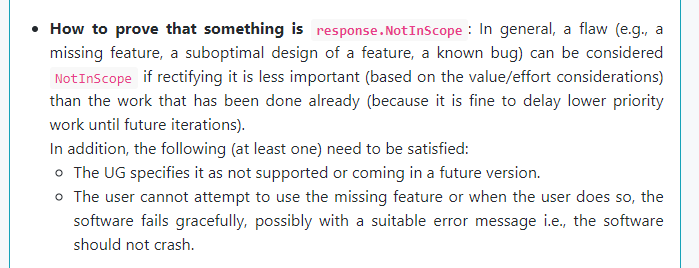 How to prove that something is response.NotInScope: In general, a flaw (e.g., a
missing feature, a suboptimal design of a feature, a known bug) can be considered
NotInScope if rectifying it is less important (based on the value/effort considerations)
than the work that has been done already (because it is fine to delay lower priority
work until future iterations).
In addition, the following (at least one) need to be satisfied:
The UG specifies it as not supported or coming in a future version.
The user cannot attempt to use the missing feature or when the user does so, the
software fails gracefully, possibly with a suitable error message i.e., the software
should not crash.